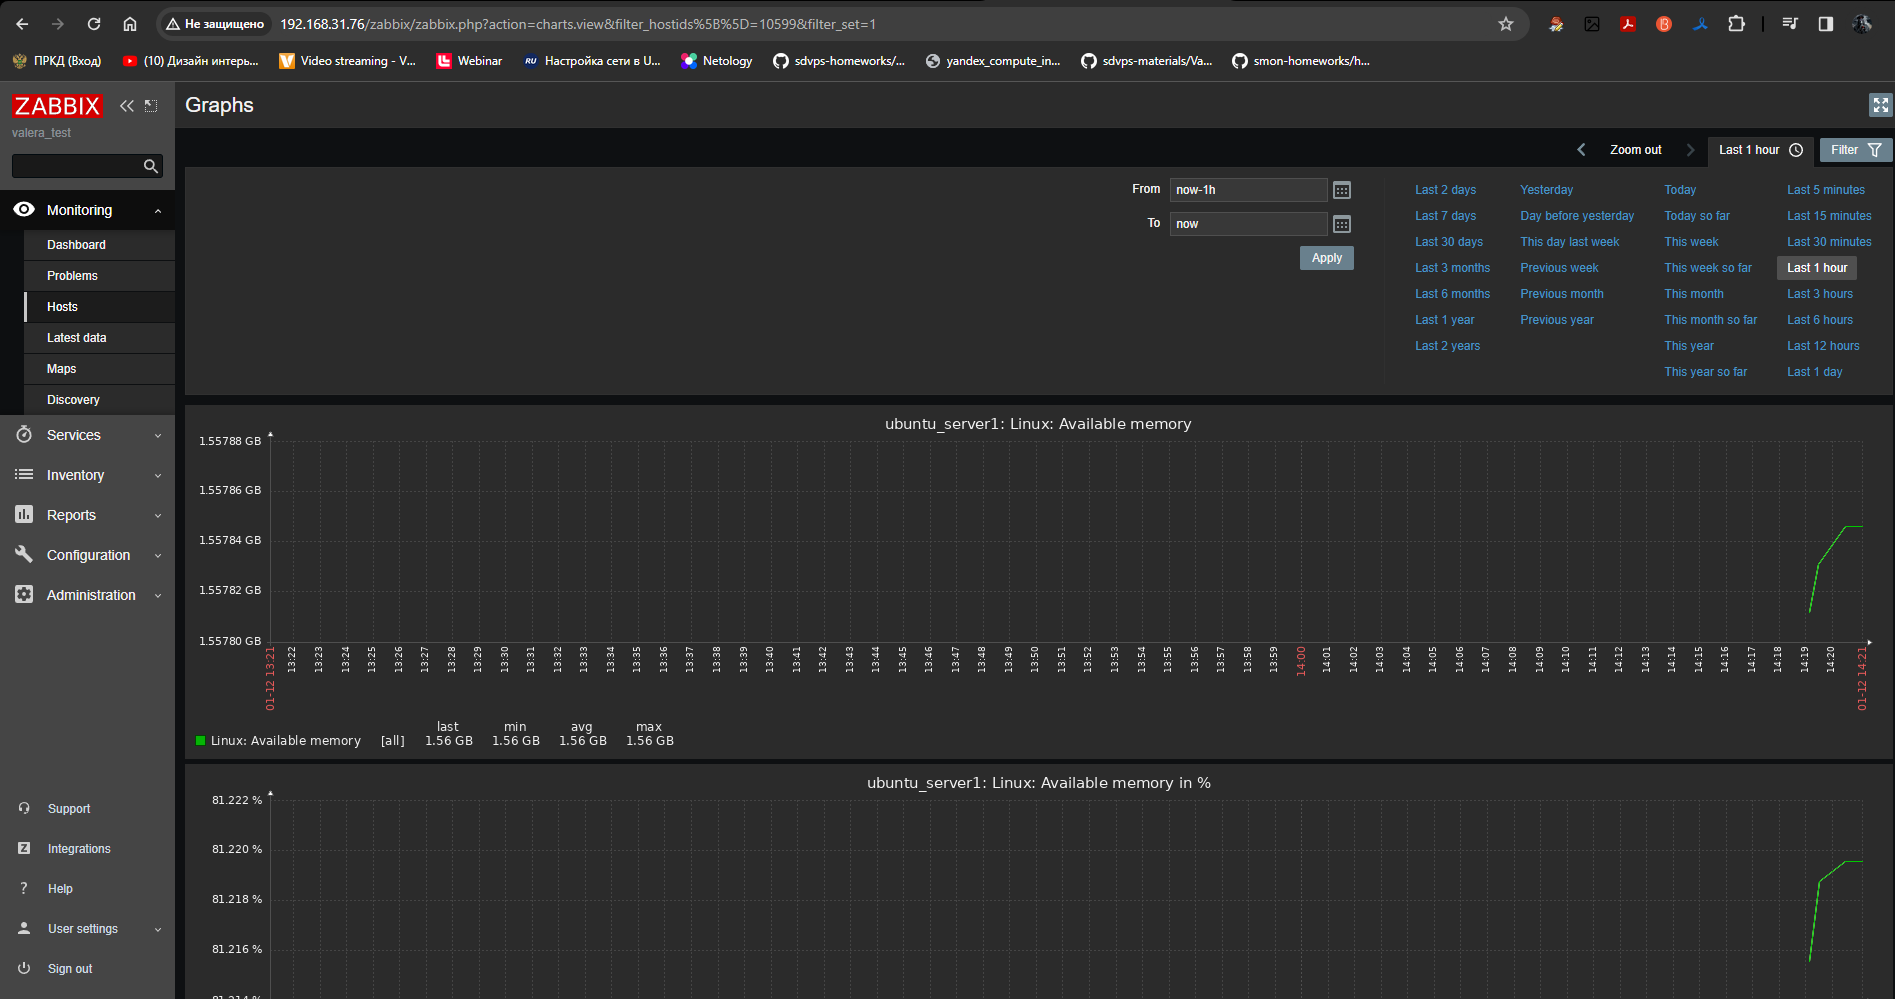 Не защищено
192.168.31.76/zabbix/zabbix.php?action=charts.view&filter_hostids%5B%5D=10599&filter_set=1
ПРКД (Вход)
(10) Дизайн интерь...
Video streaming - V...
Webinar
RU
Настройка сети в U...
Netology
sdvps-homeworks/...
yandex_compute_in...
sdvps-materials/Va...
smon-homeworks/h...
ZABBIX
valera_test
Monitoring
Dashboard
Problems
Hosts
Latest data
Maps
Discovery
Services
Inventory
Reports
Configuration
Administration
Support
Integrations
Help
User settings
Sign out
Graphs
Zoom out
Last 1 hour
Filter
From now-1h
To now
Apply
Last 2 days Yesterday Today Last 5 minutes
Last 7 days Day before yesterday Today so far Last 15 minutes
Last 30 days This day last week This week Last 30 minutes
Last 3 months Previous week This week so far Last 1 hour
Last 6 months Previous month This month Last 3 hours
Last 1 year Previous year This month so far Last 6 hours
Last 2 years This year Last 12 hours
This year so far Last 1 day
ubuntu_server1: Linux: Available memory
1.55788 GB
1.55786 GB
1.55784 GB
1.55782 GB
1.55780 GB
01-12 13:21 13:22 13:23 13:24 13:25 13:26 13:27 13:28 13:29 13:30 13:31 13:32 13:33 13:34 13:35 13:36 13:37 13:38 13:39 13:40 13:41 13:42 13:43 13:44 13:45 13:46 13:47 13:48 13:49 13:50 13:51 13:52 13:53 13:54 13:55 13:56 13:57 13:58 13:59 14:00 14:01 14:02 14:03 14:04 14:05 14:06 14:07 14:08 14:09 14:10 14:11 14:12 14:13 14:14 14:15 14:16 14:17 14:18 14:19 14:20 01-12 14:21
last min avg max
Linux: Available memory [all] 1.56 GB 1.56 GB 1.56 GB 1.56 GB
ubuntu_server1: Linux: Available memory in %
81.222 %
81.220 %
81.218 %
81.216 %
81.214 %